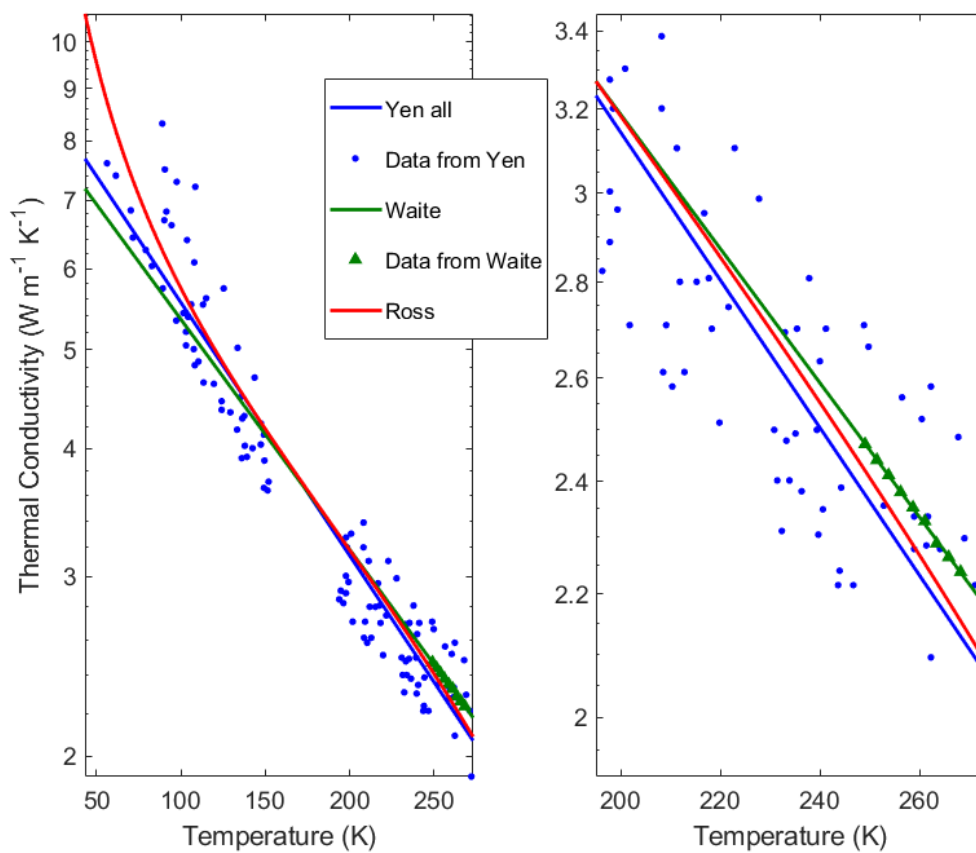 Thermal Conductivity (W m⁻¹ K⁻¹)
10
9
8
7
6
5
4
3
2
50 100 150 200 250
Temperature (K)
Yen all
Data from Yen
Waite
Data from Waite
Ross
3.4
3.2
3
2.8
2.6
2.4
2.2
2
200 220 240 260
Temperature (K)